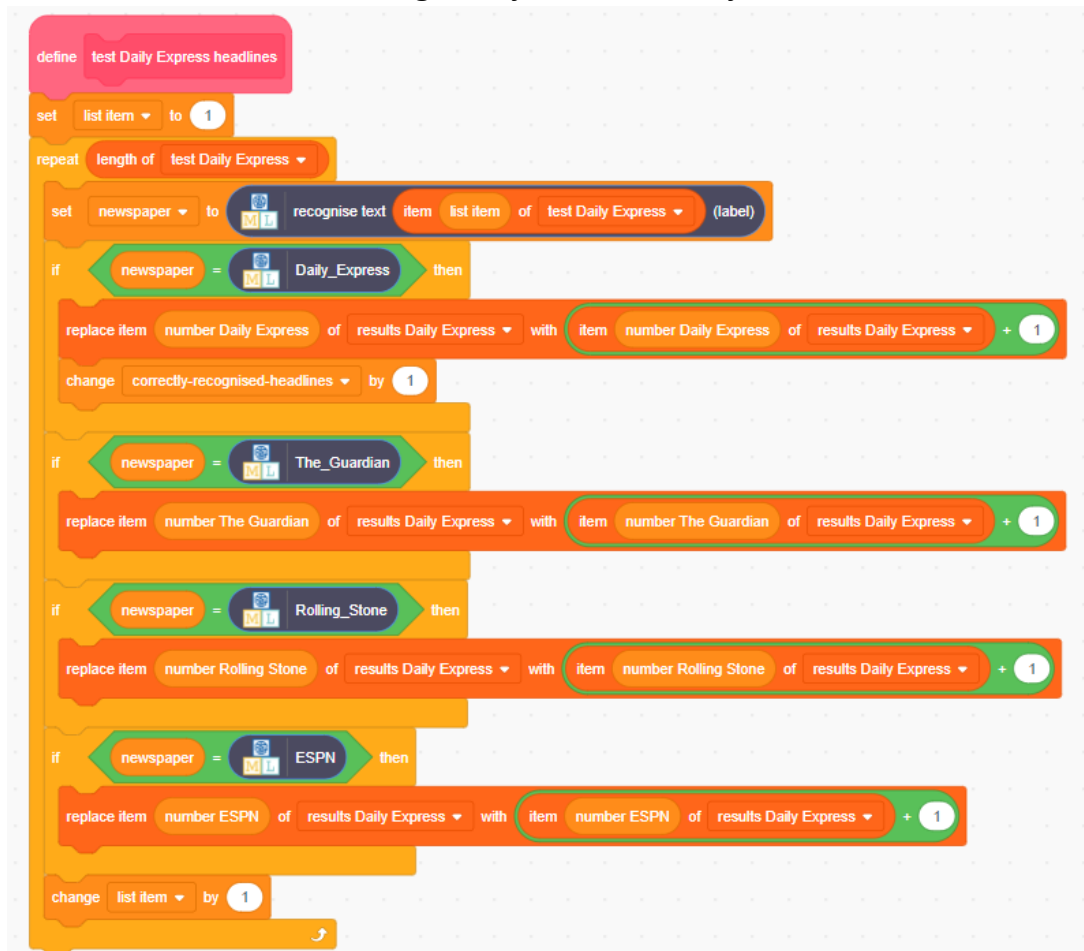 define test Daily Express headlines
set list item to 1
repeat length of test Daily Express
set newspaper to ML recognise text item list item of test Daily Express (label)
if newspaper = ML Daily_Express then
replace item number Daily Express of results Daily Express with item number Daily Express of results Daily Express + 1
change correctly-recognised-headlines by 1
if newspaper = ML The_Guardian then
replace item number The Guardian of results Daily Express with item number The Guardian of results Daily Express + 1
if newspaper = ML Rolling_Stone then
replace item number Rolling Stone of results Daily Express with item number Rolling Stone of results Daily Express + 1
if newspaper = ML ESPN then
replace item number ESPN of results Daily Express with item number ESPN of results Daily Express + 1
change list item by 1